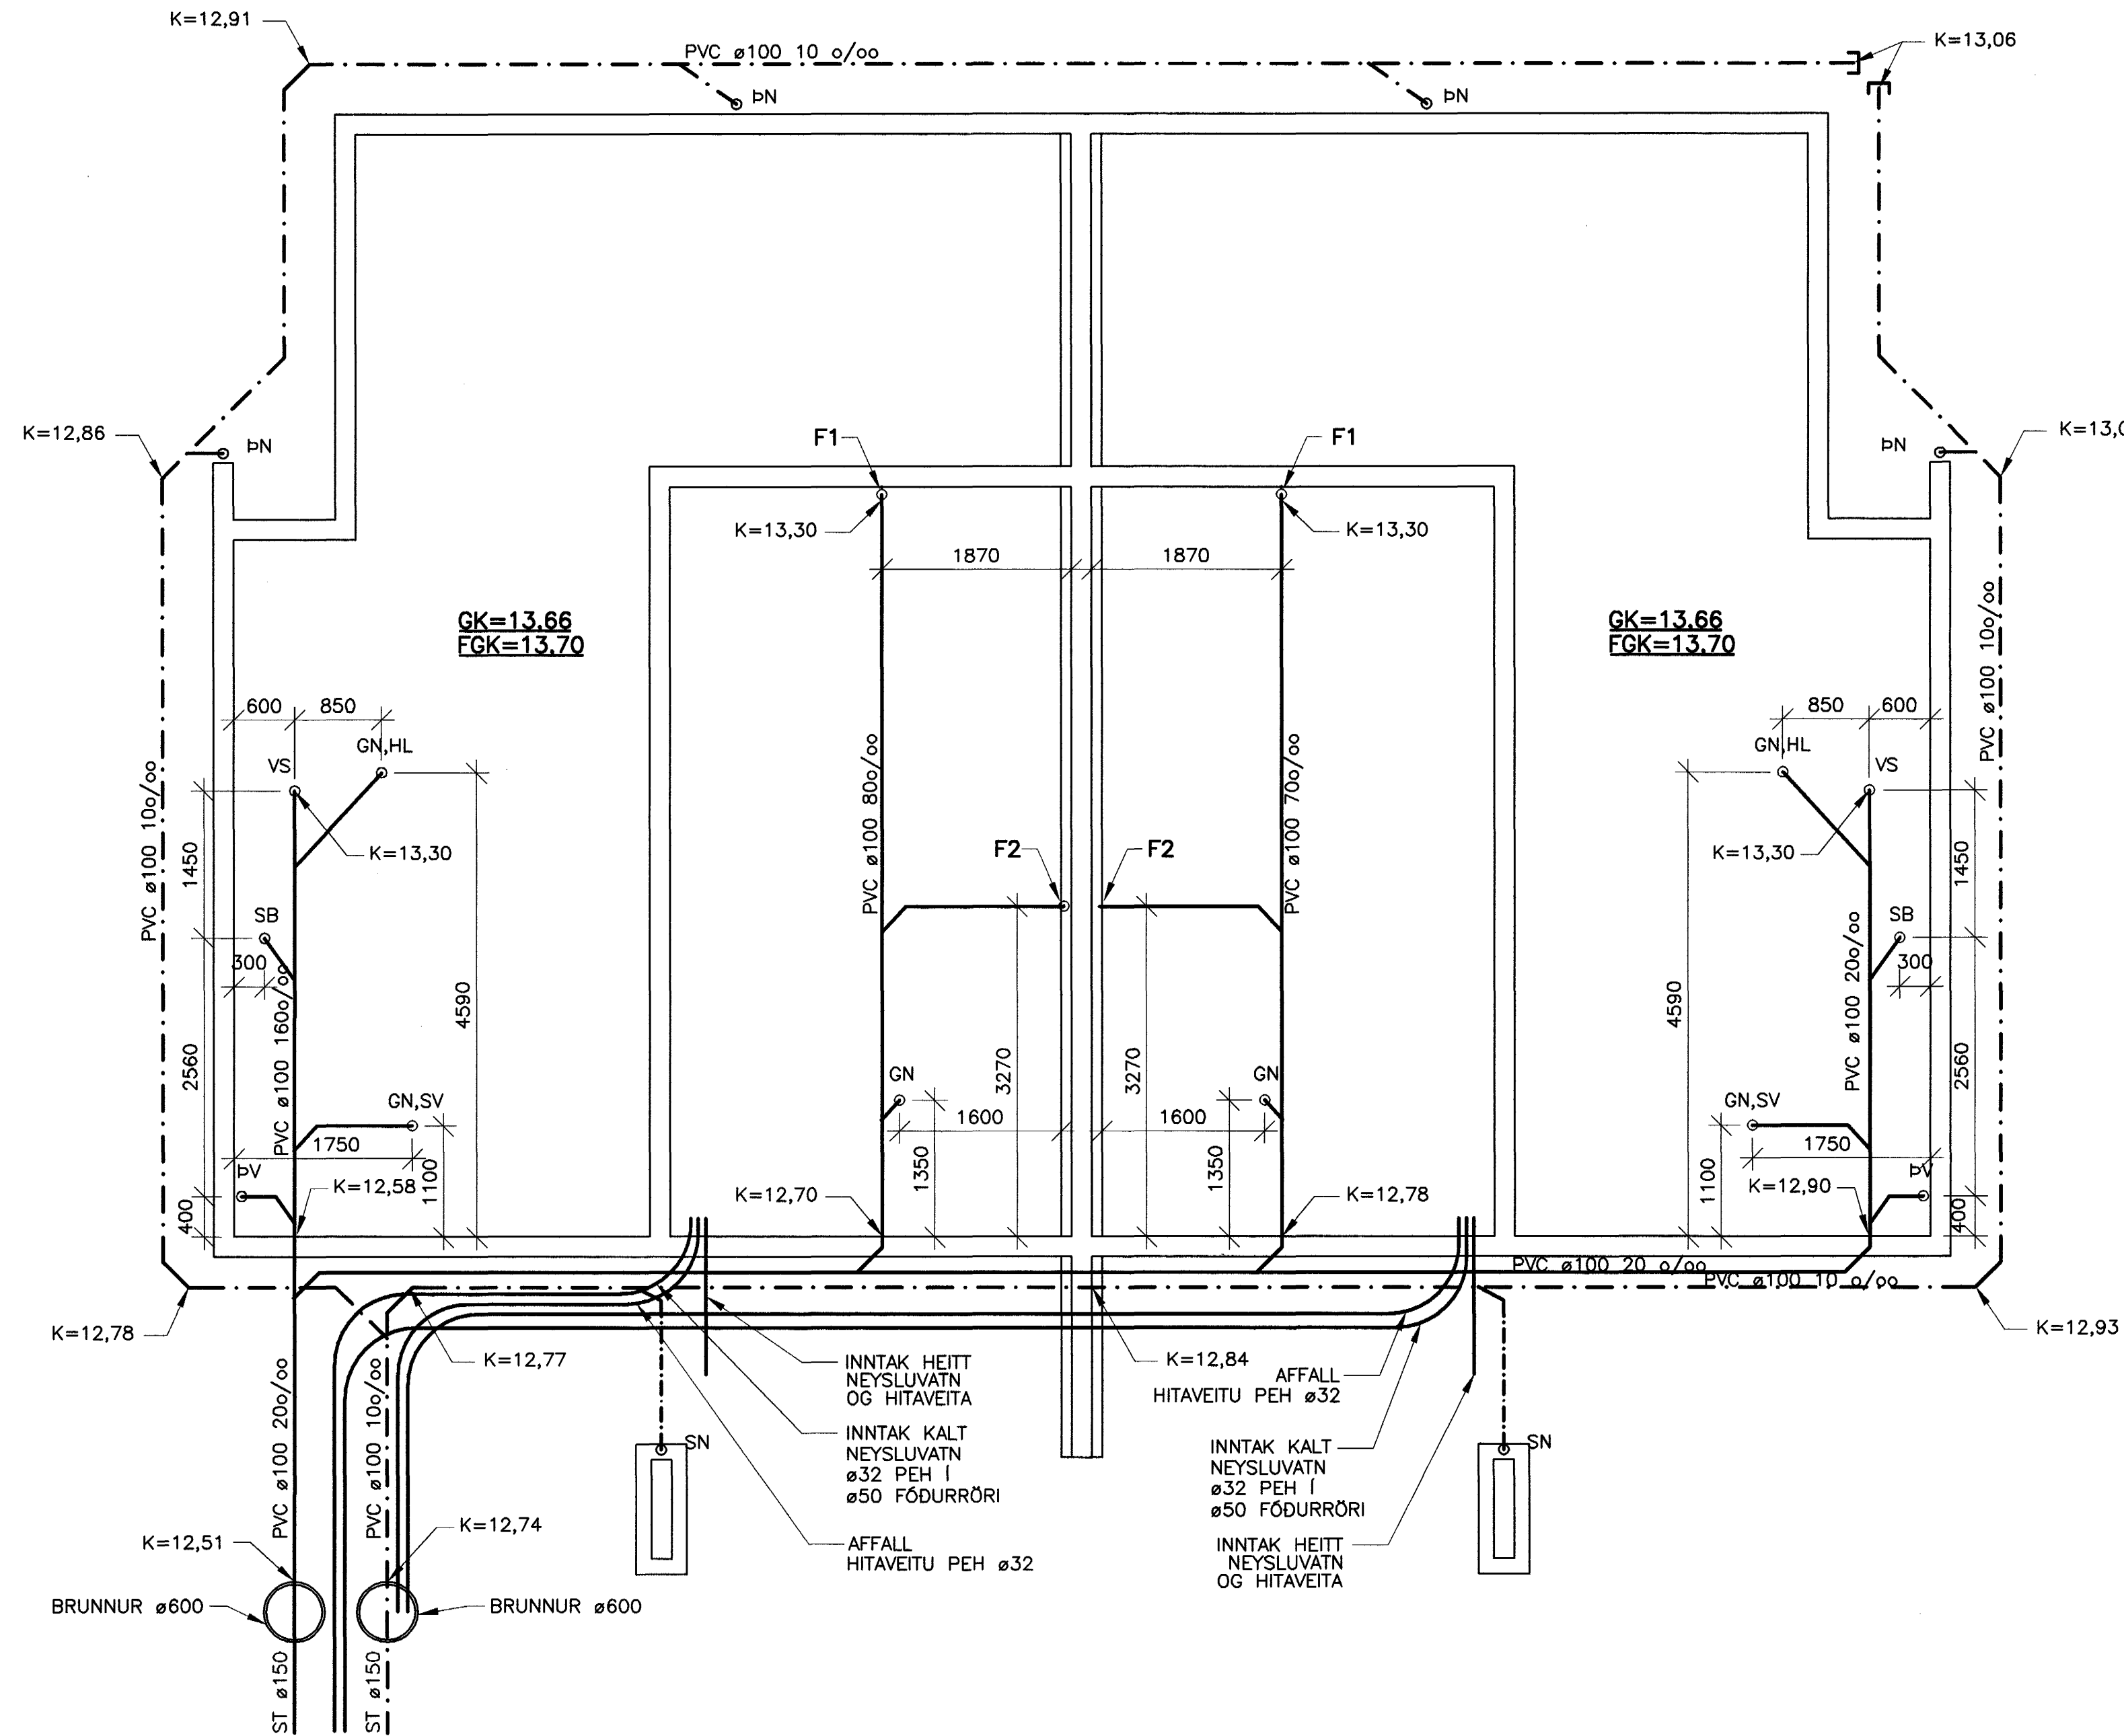 K=12,91
PVC ø100 10 o/oo
K=13,06
ÞN
ÞN
K=12,86
ÞN
F1
F1
ÞN
K=13,0
K=13,30
K=13,30
1870
1870
GK=13.66
FGK=13.70
GK=13.66
FGK=13.70
PVC ø100 10o/oo
600
850
850
600
GN,HL
VS
GN,HL
VS
PVC ø100 10o/oo
PVC ø100 80o/oo
PVC ø100 70o/oo
K=13,30
K=13,30
1450
1450
F2
F2
SB
SB
300
300
PVC ø100 160o/oo
PVC ø100 20o/oo
4590
4590
2560
2560
3270
3270
GN
GN
GN,SV
GN,SV
1600
1600
1750
1750
1350
1350
1100
1100
ÞV
ÞV
K=12,58
K=12,70
K=12,78
K=12,90
400
400
PVC ø100 20 o/oo
PVC ø100 10 o/oo
K=12,78
K=12,77
K=12,84
K=12,93
INNTAK HEITT
NEYSLUVATN
OG HITAVEITA
AFFALL
HITAVEITU PEH ø32
PVC ø100 20o/oo
PVC ø100 10o/oo
SN
SN
INNTAK KALT
NEYSLUVATN
ø32 PEH Í
ø50 FÓÐURRÖRI
INNTAK KALT
NEYSLUVATN
ø32 PEH Í
ø50 FÓÐURRÖRI
K=12,51
K=12,74
AFFALL
HITAVEITU PEH ø32
INNTAK HEITT
NEYSLUVATN
OG HITAVEITA
BRUNNUR ø600
BRUNNUR ø600
ST ø150
ST ø150